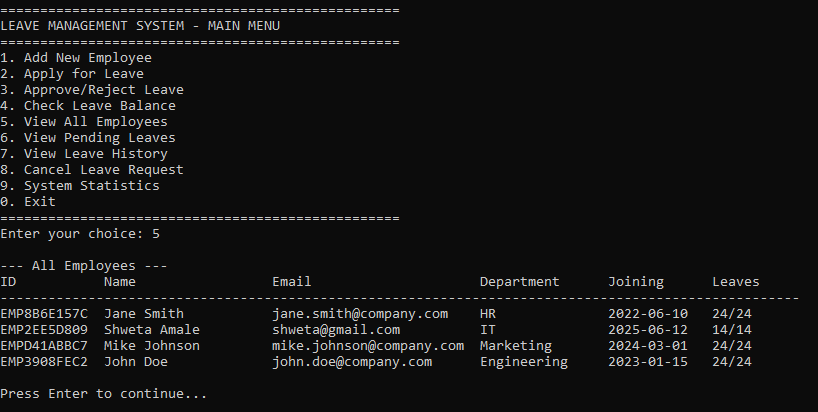 ==================================================
LEAVE MANAGEMENT SYSTEM - MAIN MENU
==================================================
1. Add New Employee
2. Apply for Leave
3. Approve/Reject Leave
4. Check Leave Balance
5. View All Employees
6. View Pending Leaves
7. View Leave History
8. Cancel Leave Request
9. System Statistics
0. Exit
==================================================
Enter your choice: 5

--- All Employees ---
ID           Name                 Email                     Department      Joining      Leaves
----------------------------------------------------------------------------------------------------
EMP8B6E157C  Jane Smith           jane.smith@company.com    HR              2022-06-10   24/24
EMP2EE5D809  Shweta Amale         shweta@gmail.com          IT              2025-06-12   14/14
EMPD41ABBC7  Mike Johnson         mike.johnson@company.com  Marketing       2024-03-01   24/24
EMP3908FEC2  John Doe             john.doe@company.com      Engineering     2023-01-15   24/24

Press Enter to continue...